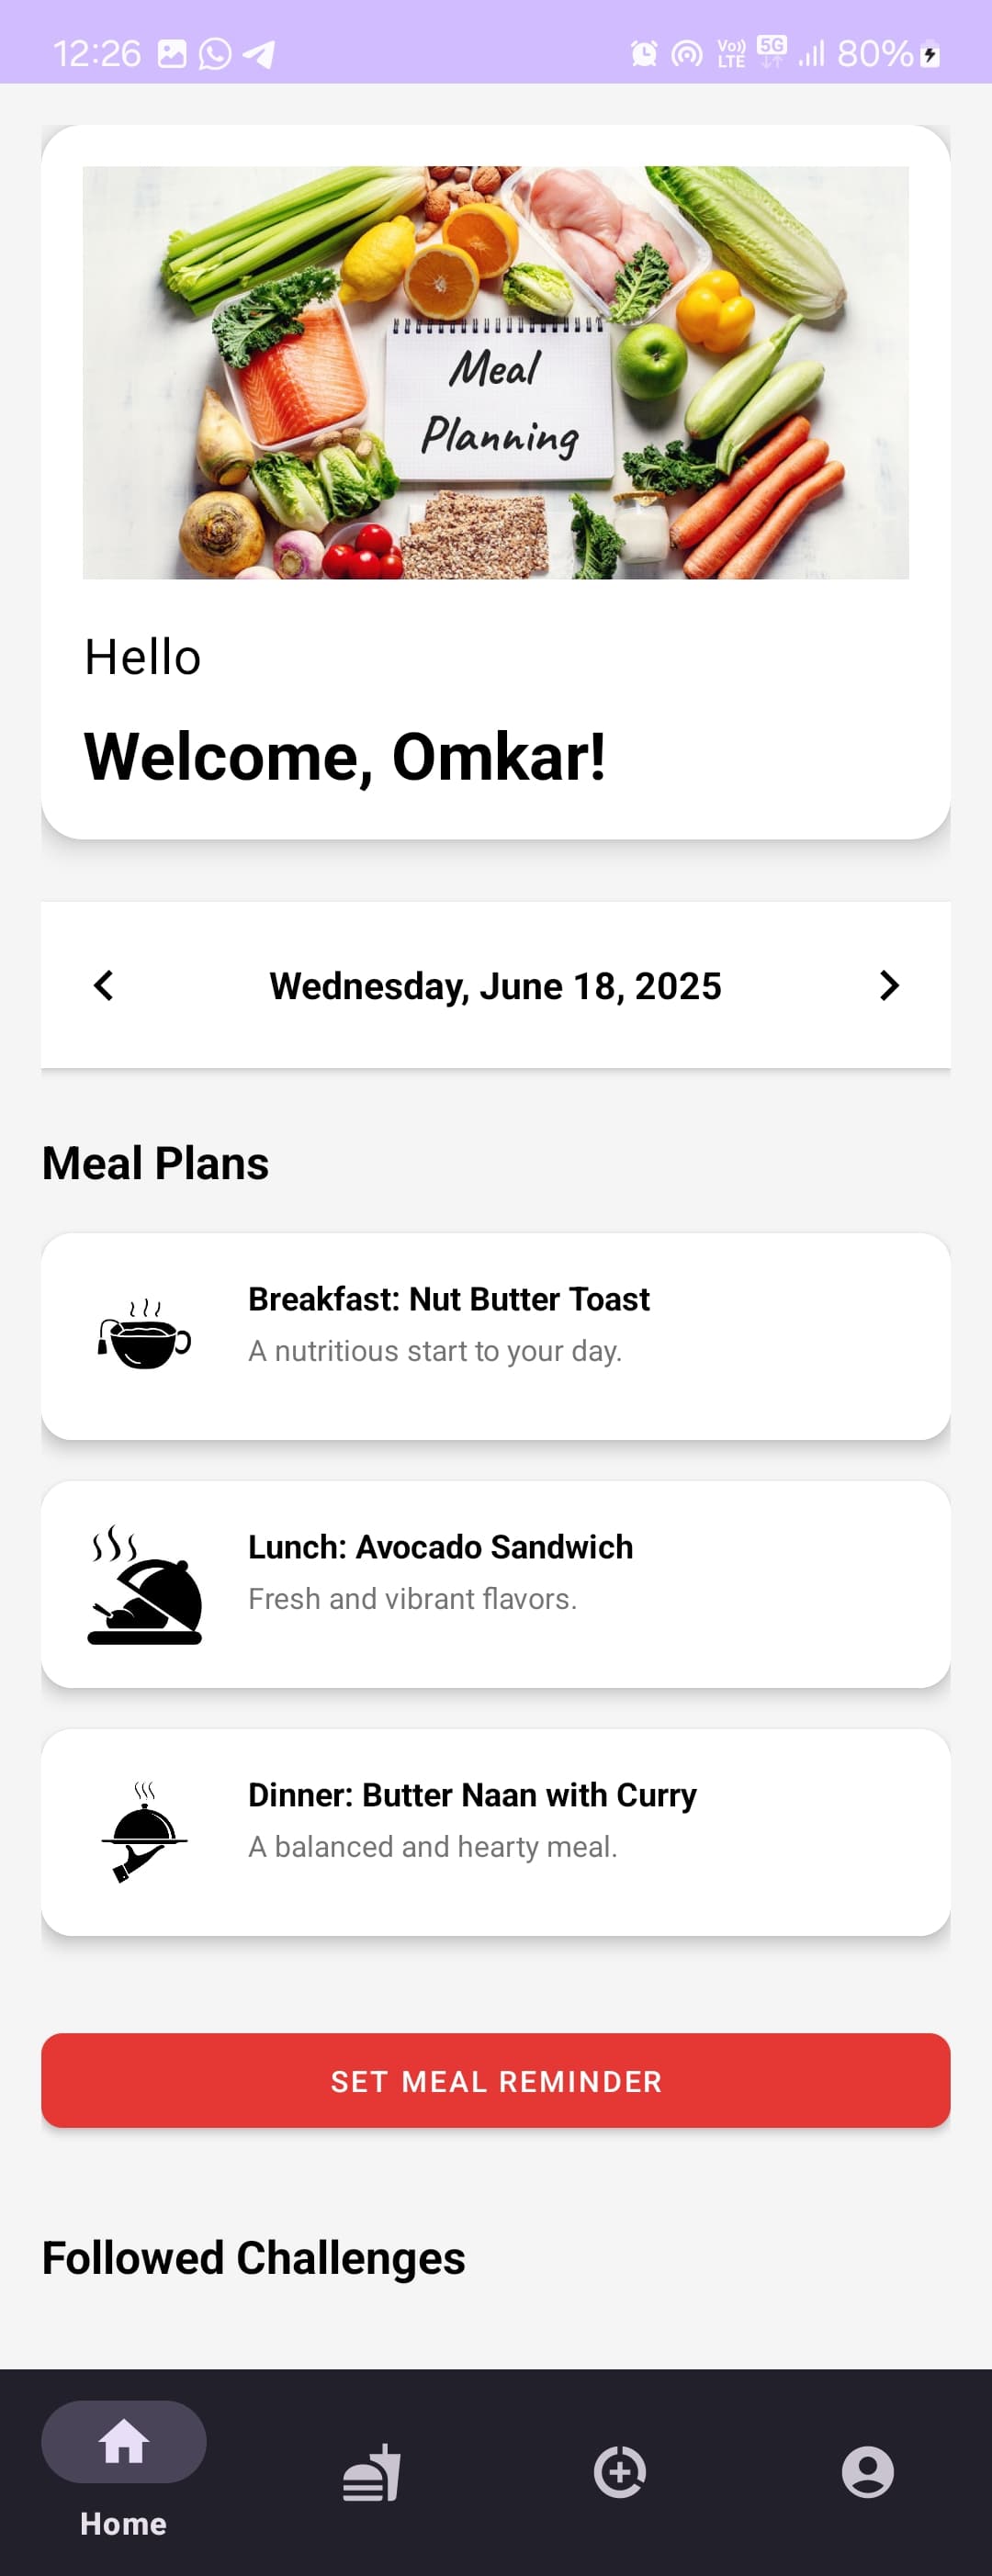 12:26 Vo)) LTE 5G 80%
Meal
Planning
Hello
Welcome, Omkar!
Wednesday, June 18, 2025
Meal Plans
Breakfast: Nut Butter Toast
A nutritious start to your day.
Lunch: Avocado Sandwich
Fresh and vibrant flavors.
Dinner: Butter Naan with Curry
A balanced and hearty meal.
SET MEAL REMINDER
Followed Challenges
Home